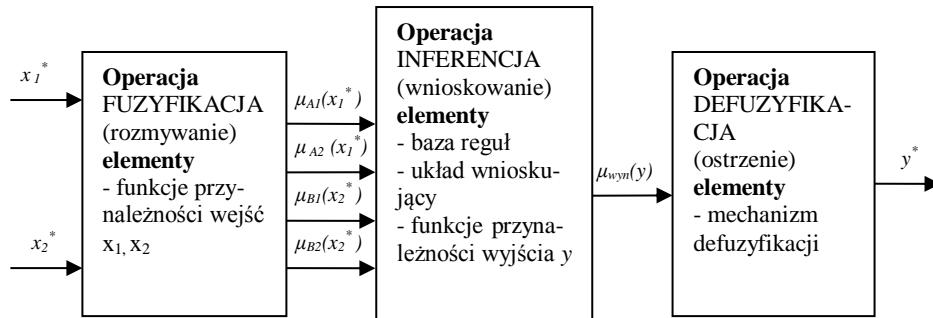 x₁*
x₂*
Operacja
FUZYFIKACJA
(rozmywanie)
elementy
- funkcje przy-
należności wejść
x₁, x₂
μA1(x₁*)
μA2 (x₁*)
μB1(x₂*)
μB2(x₂*)
Operacja
INFERENCJA
(wnioskowanie)
elementy
- baza reguł
- układ wniosku-
jący
- funkcje przyna-
leżności wyjścia y
μwyn(y)
Operacja
DEFUZYFIKA-
CJA
(ostrzenie)
elementy
- mechanizm
defuzyfikacji
y*